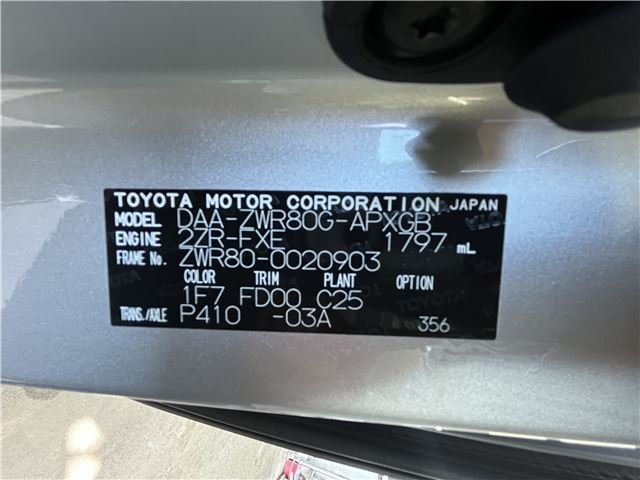 TOYOTA MOTOR CORPORATION JAPAN
MODEL DAA-ZWR80G-APXGB
ENGINE 2ZR-FXE 1797 mL
FRAME No. ZWR80-0020903
COLOR TRIM PLANT OPTION
1F7 FD00 C25
TRANS./AXLE P410 -03A 356